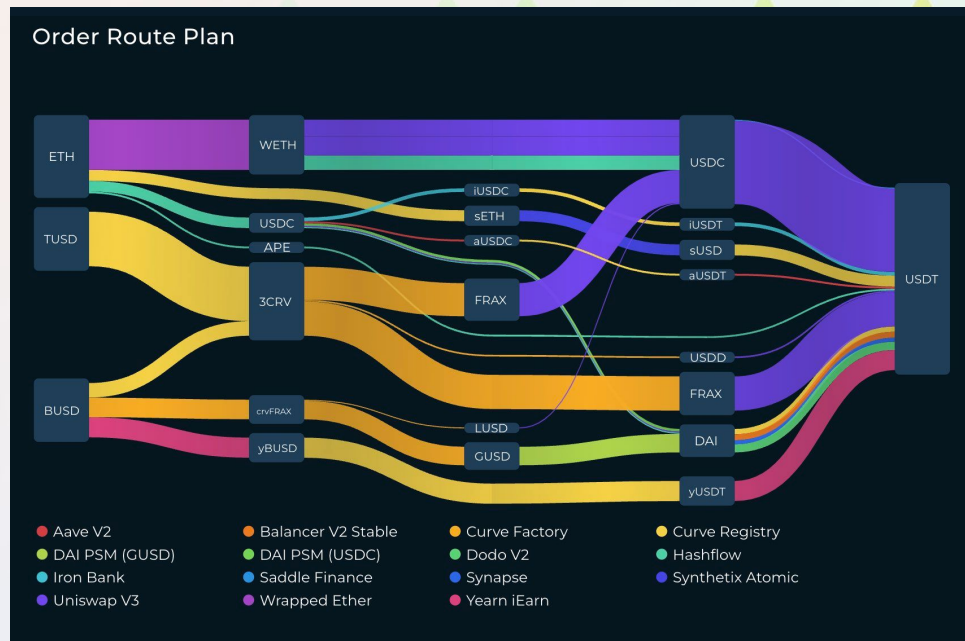 Order Route Plan
ETH
WETH
USDC
TUSD
USDC
APE
3CRV
iUSDC
sETH
aUSDC
FRAX
iUSDT
sUSD
aUSDT
USDT
USDD
FRAX
BUSD
crvFRAX
yBUSD
LUSD
GUSD
DAI
yUSDT
Aave V2
Balancer V2 Stable
Curve Factory
Curve Registry
DAI PSM (GUSD)
DAI PSM (USDC)
Dodo V2
Hashflow
Iron Bank
Saddle Finance
Synapse
Synthetix Atomic
Uniswap V3
Wrapped Ether
Yearn iEarn